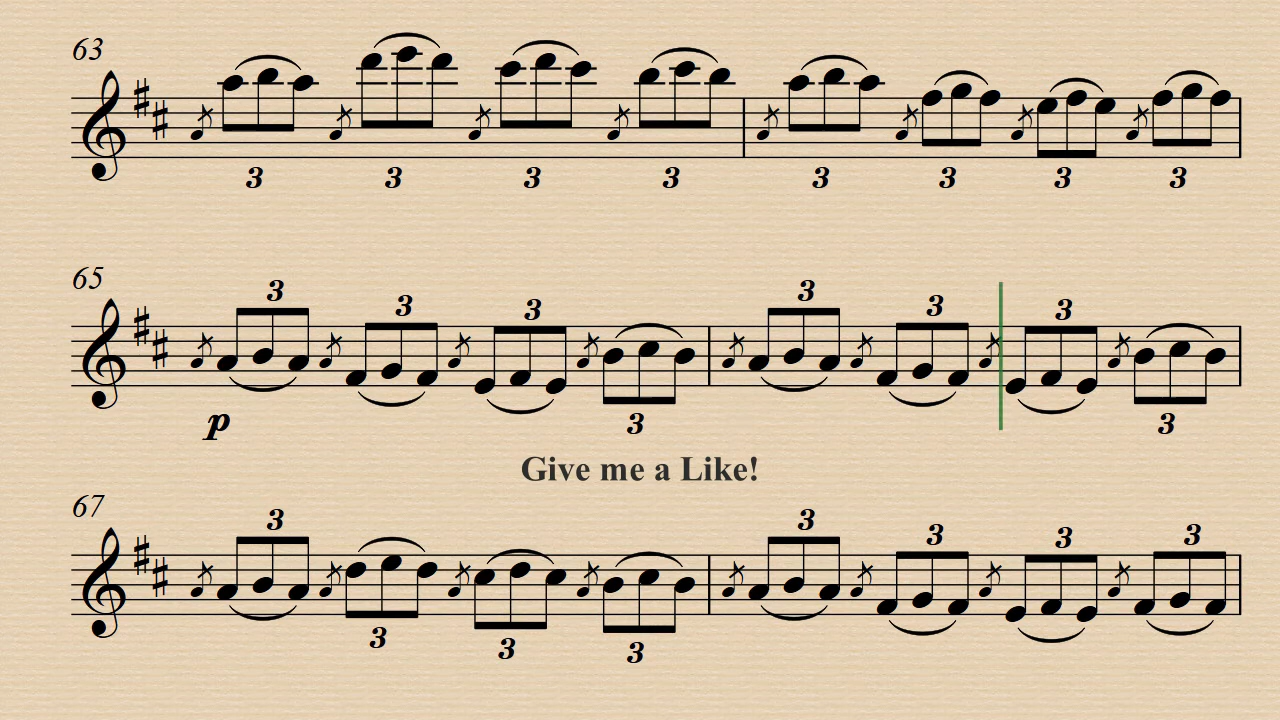 63
3 3 3 3 3 3 3 3
65
3 3 3 3 3 3
p 3 3
Give me a Like!
67
3 3 3 3 3
3 3 3